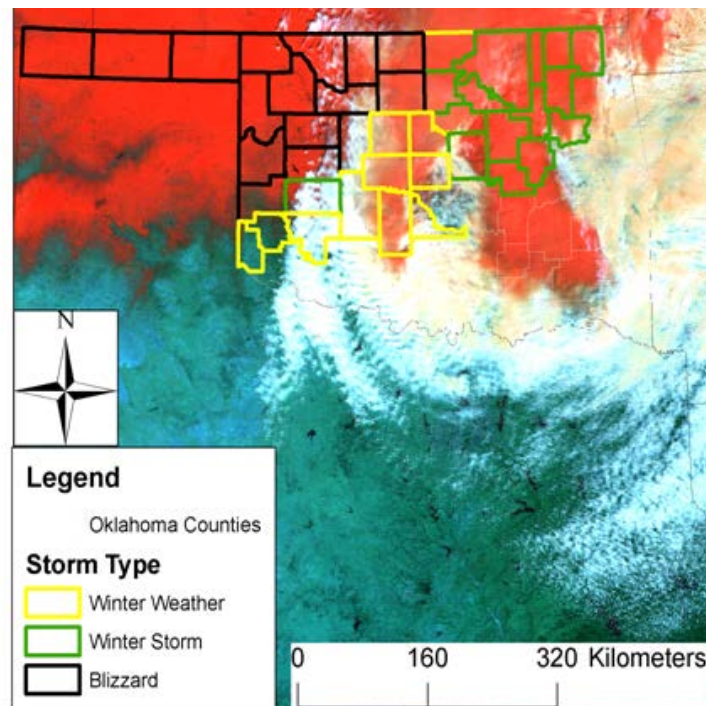 N
Legend
Oklahoma Counties
Storm Type
Winter Weather
Winter Storm
Blizzard
0 160 320 Kilometers